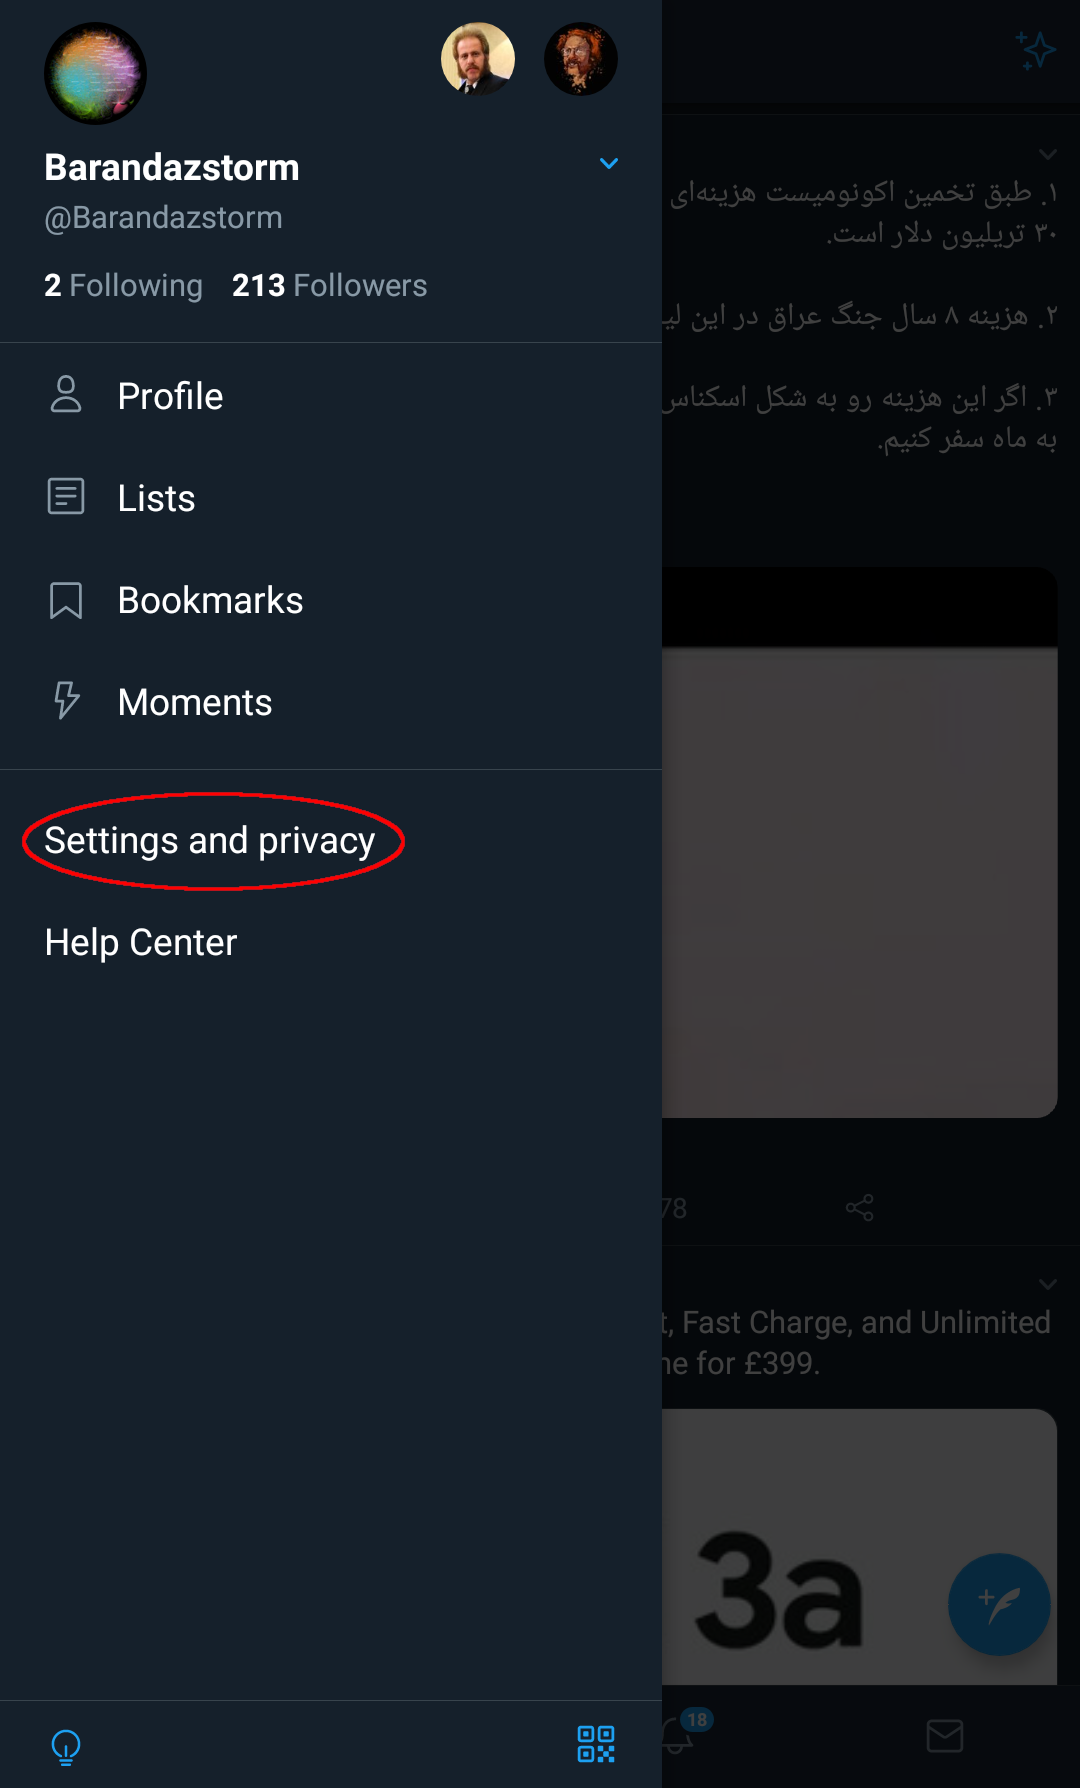 Barandazstorm
@Barandazstorm
2 Following 213 Followers
Profile
Lists
Bookmarks
Moments
Settings and privacy
Help Center
۱. طبق تخمین اکونومیست هزینه‌ای
۳۰ تریلیون دلار است.
۲. هزینه ۸ سال جنگ عراق در این
۳. اگر این هزینه رو به شکل اسکناس
به ماه سفر کنیم.
78
, Fast Charge, and Unlimited
for £399.
3a
18